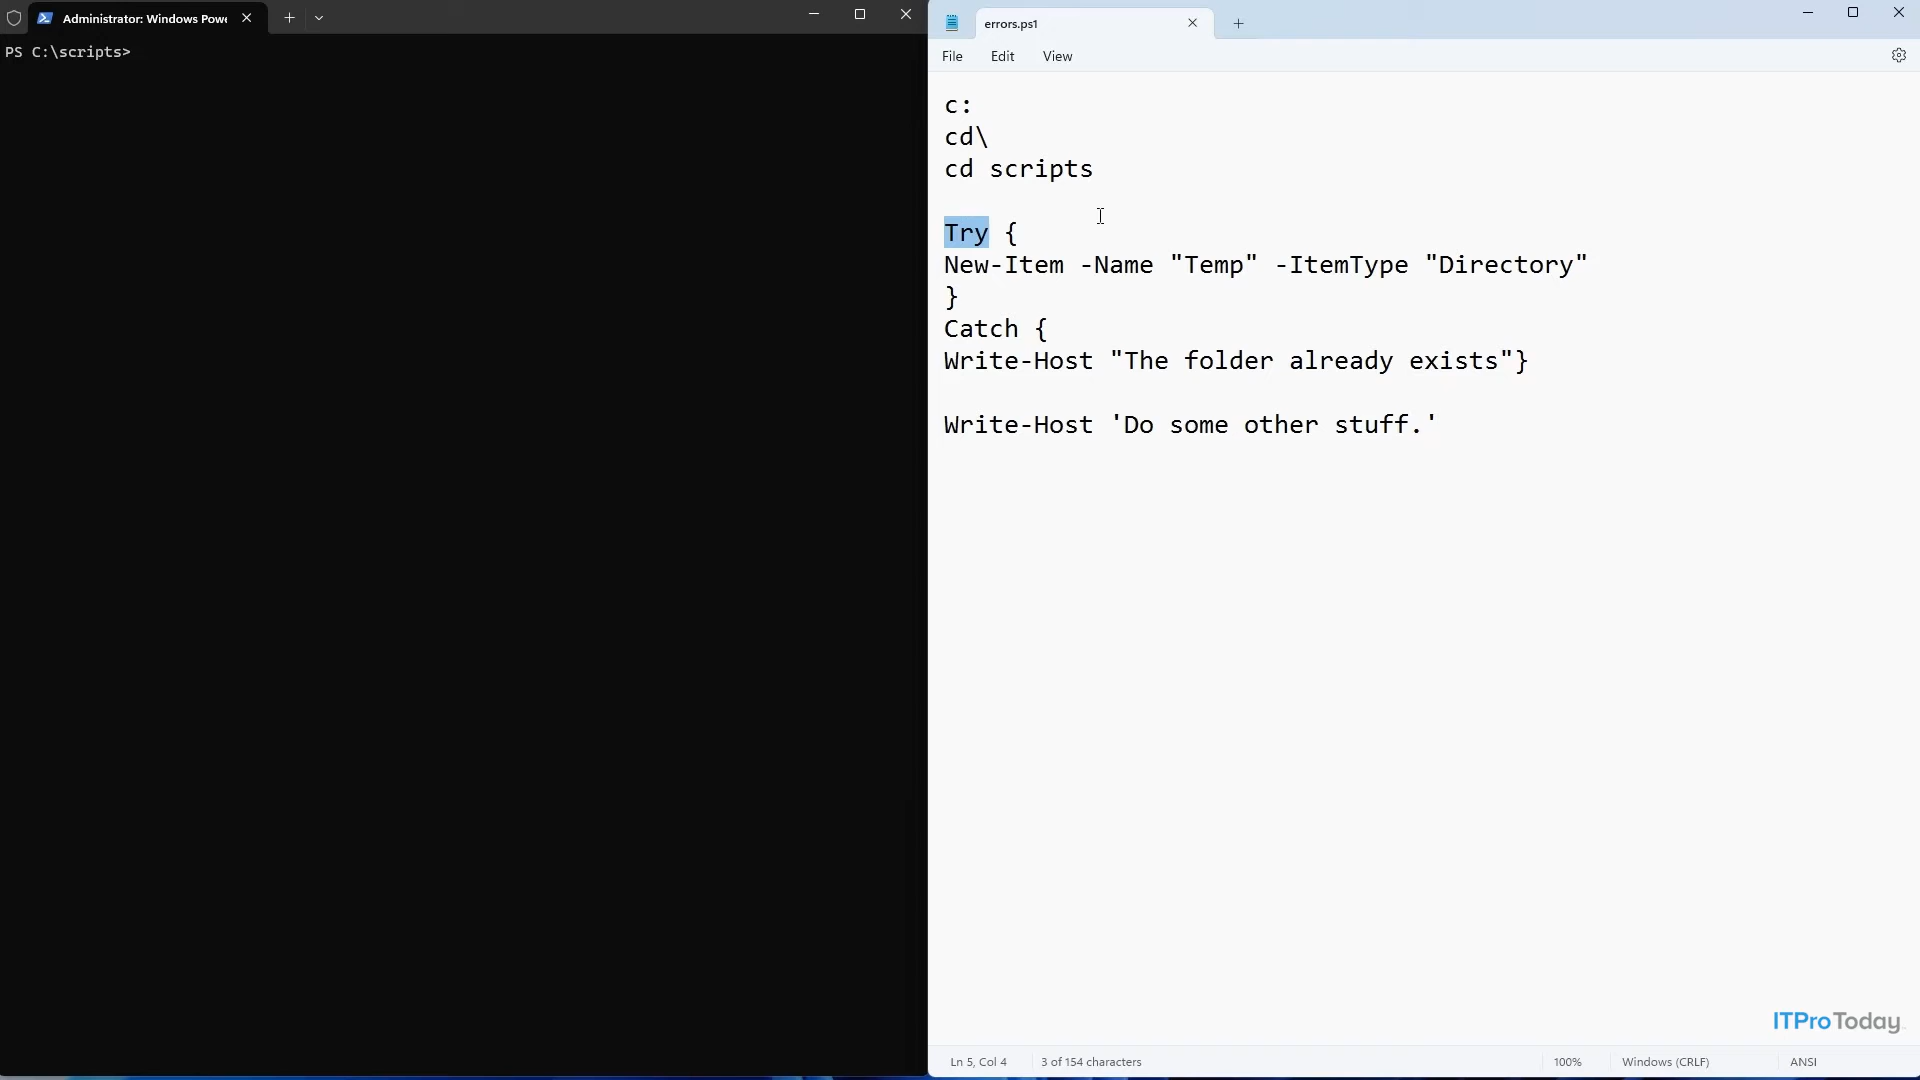 Administrator: Windows Powe
PS C:\scripts>
errors.ps1
File Edit View
c:
cd\
cd scripts
Try {
New-Item -Name "Temp" -ItemType "Directory"
}
Catch {
Write-Host "The folder already exists"}
Write-Host 'Do some other stuff.'
ITProToday
Ln 5, Col 4 3 of 154 characters 100% Windows (CRLF) ANSI